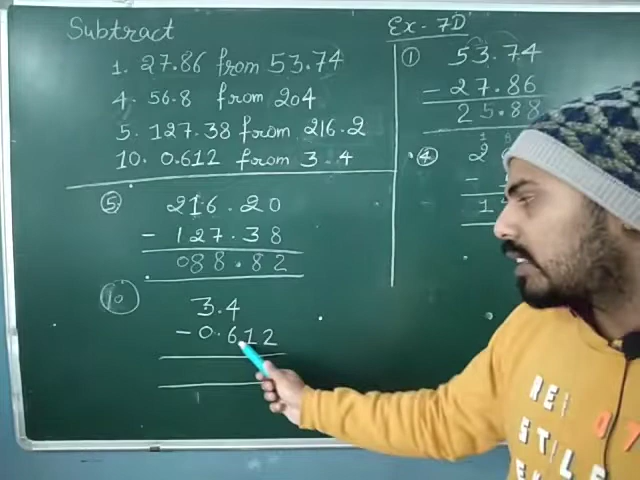 Subtract
1. 27.86 from 53.74
4. 56.8 from 204
5. 127.38 from 216.2
10. 0.612 from 3.4
⑤ 216.20
- 127.38
088.82
⑩ 3.4
- 0.612
Ex- 7D
① 53.74
- 27.86
25.88
④ 2
-
1